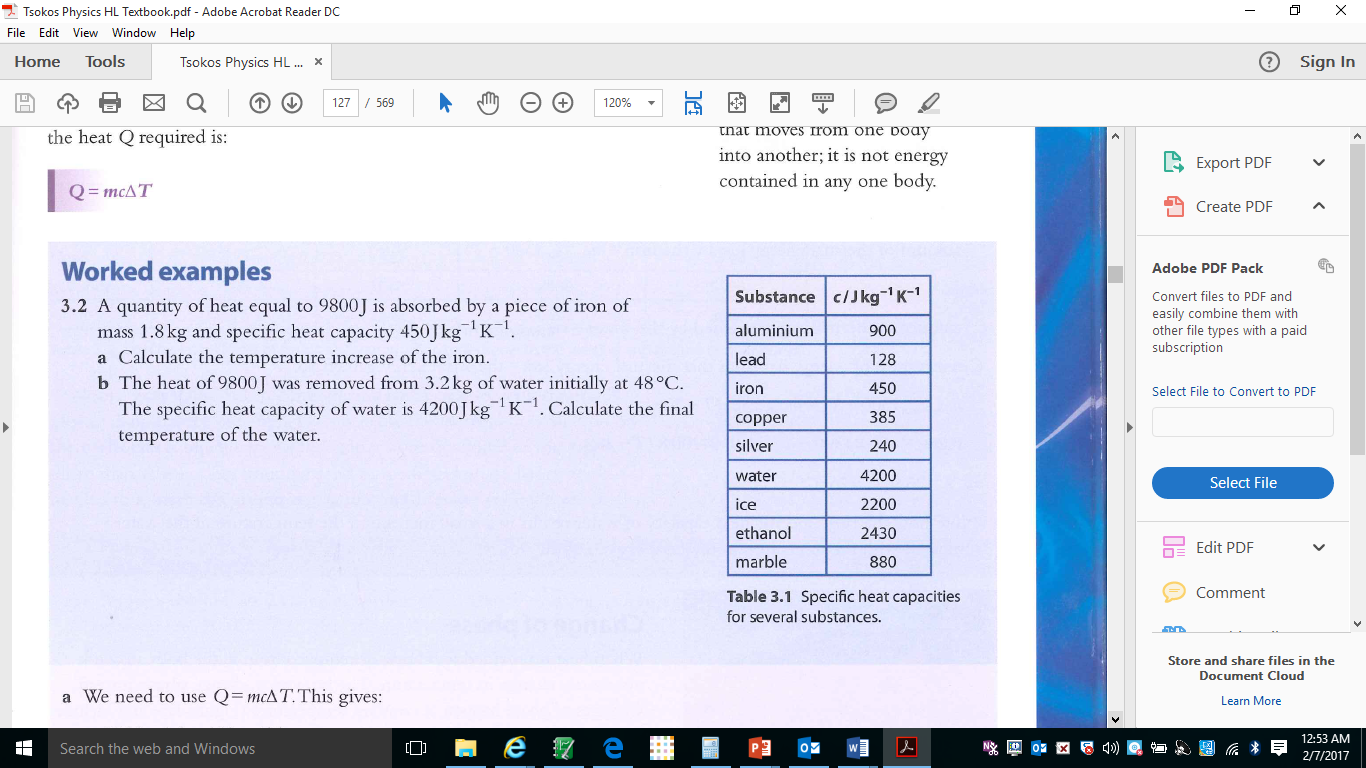 Tsokos Physics HL Textbook.pdf - Adobe Acrobat Reader DC
File Edit View Window Help
Home Tools Tsokos Physics HL ... × ? Sign In
127 / 569 120%
the heat Q required is:
Q = mcΔT
that moves from one body
into another; it is not energy
contained in any one body.
Worked examples
3.2 A quantity of heat equal to 9800 J is absorbed by a piece of iron of
mass 1.8 kg and specific heat capacity 450 J kg⁻¹ K⁻¹.
a Calculate the temperature increase of the iron.
b The heat of 9800 J was removed from 3.2 kg of water initially at 48 °C.
The specific heat capacity of water is 4200 J kg⁻¹ K⁻¹. Calculate the final
temperature of the water.
Substance c / J kg⁻¹ K⁻¹
aluminium 900
lead 128
iron 450
copper 385
silver 240
water 4200
ice 2200
ethanol 2430
marble 880
Table 3.1 Specific heat capacities
for several substances.
a We need to use Q = mcΔT. This gives:
Export PDF
Create PDF
Adobe PDF Pack
Convert files to PDF and
easily combine them with
other file types with a paid
subscription
Select File to Convert to PDF
Select File
Edit PDF
Comment
Store and share files in the
Document Cloud
Learn More
Search the web and Windows
12:53 AM
2/7/2017